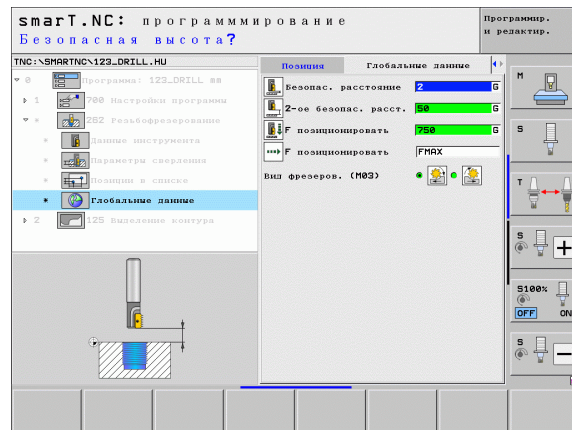 smarT.NC: программмирование
Программир. и редактир.
Безопасная высота?
TNC:\SMARTNC\123_DRILL.HU
0 Программа: 123_DRILL мм
1 700 Настройки программы
* 262 Резьбофрезерование
* Данные инструмента
* Параметры сверления
* Позиции в списке
* Глобальные данные
2 125 Выделение контура
Позиция Глобальные данные
Безопас. расстояние 2 G
2-ое безопас. расст. 50 G
F позиционировать 750 G
F позиционировать FMAX
Вид фрезеров. (M03)
M
S
T
S
S100%
OFF ON
S